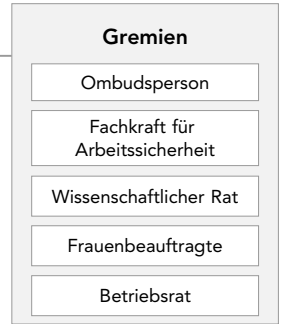 Gremien
Ombudsperson
Fachkraft für
Arbeitssicherheit
Wissenschaftlicher Rat
Frauenbeauftragte
Betriebsrat